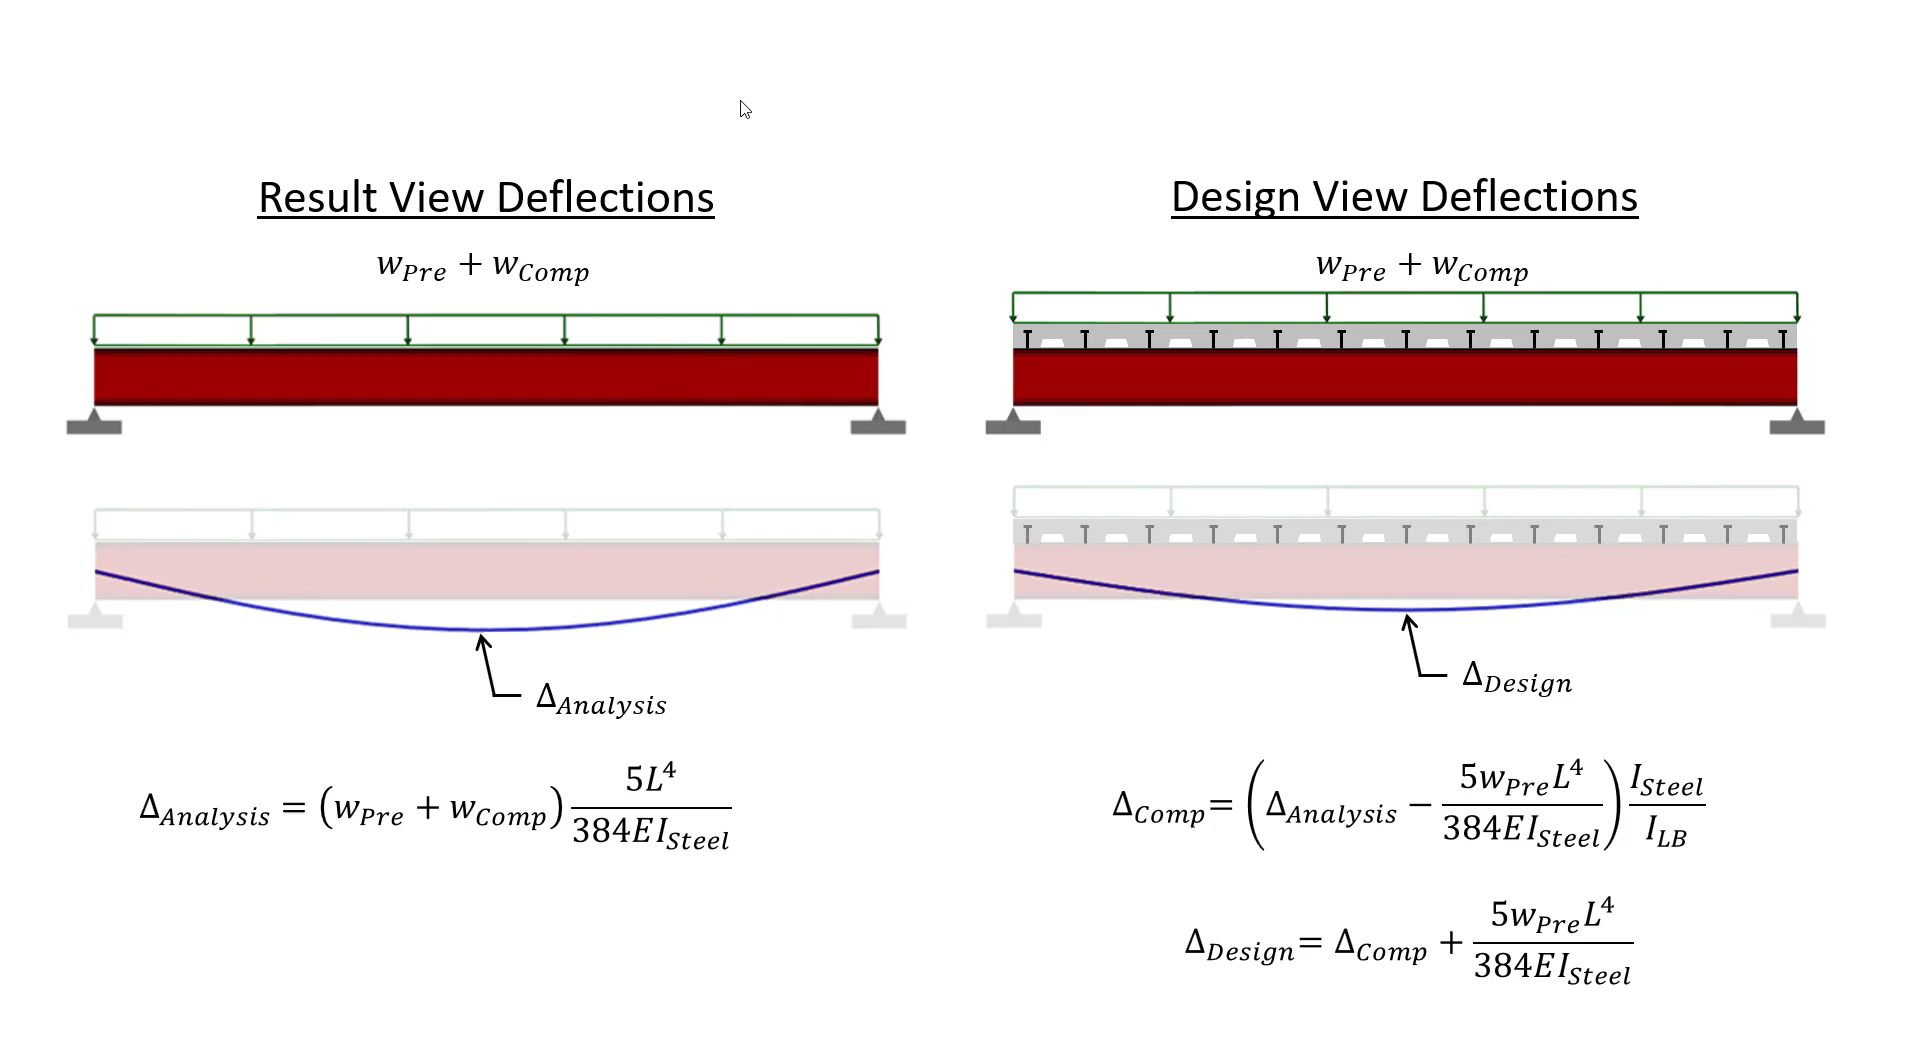 Result View Deflections
w_Pre + w_Comp
Δ_Analysis
Δ_Analysis = (w_Pre + w_Comp) 5L^4 / 384EI_Steel
Design View Deflections
w_Pre + w_Comp
Δ_Design
Δ_Comp = (Δ_Analysis − 5w_Pre L^4 / 384EI_Steel) I_Steel / I_LB
Δ_Design = Δ_Comp + 5w_Pre L^4 / 384EI_Steel